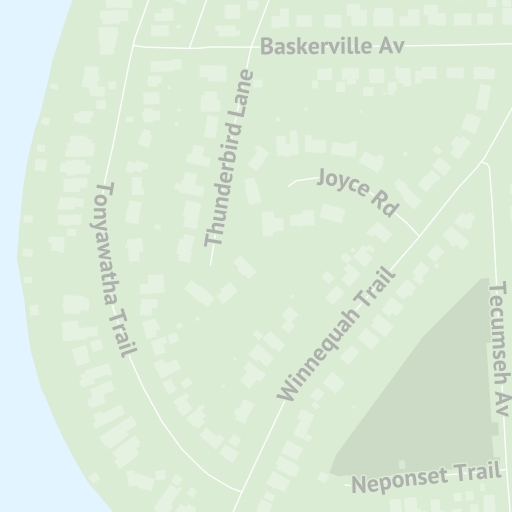 Baskerville Av
Thunderbird Lane
Joyce Rd
Tonyawatha Trail
Winnequah Trail
Tecumseh Av
Neponset Trail